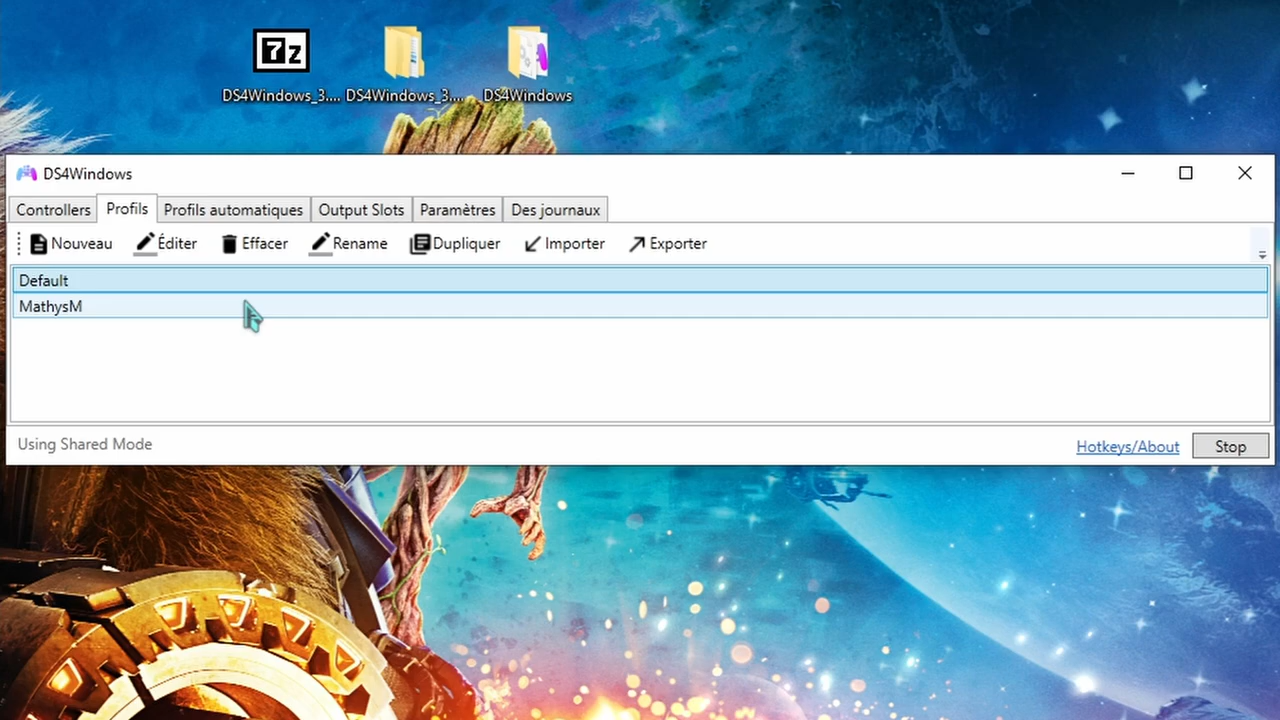 7z
DS4Windows_3.... DS4Windows_3.... DS4Windows
DS4Windows
Controllers Profils Profils automatiques Output Slots Paramètres Des journaux
Nouveau Éditer Effacer Rename Dupliquer Importer Exporter
Default
MathysM
Using Shared Mode Hotkeys/About Stop